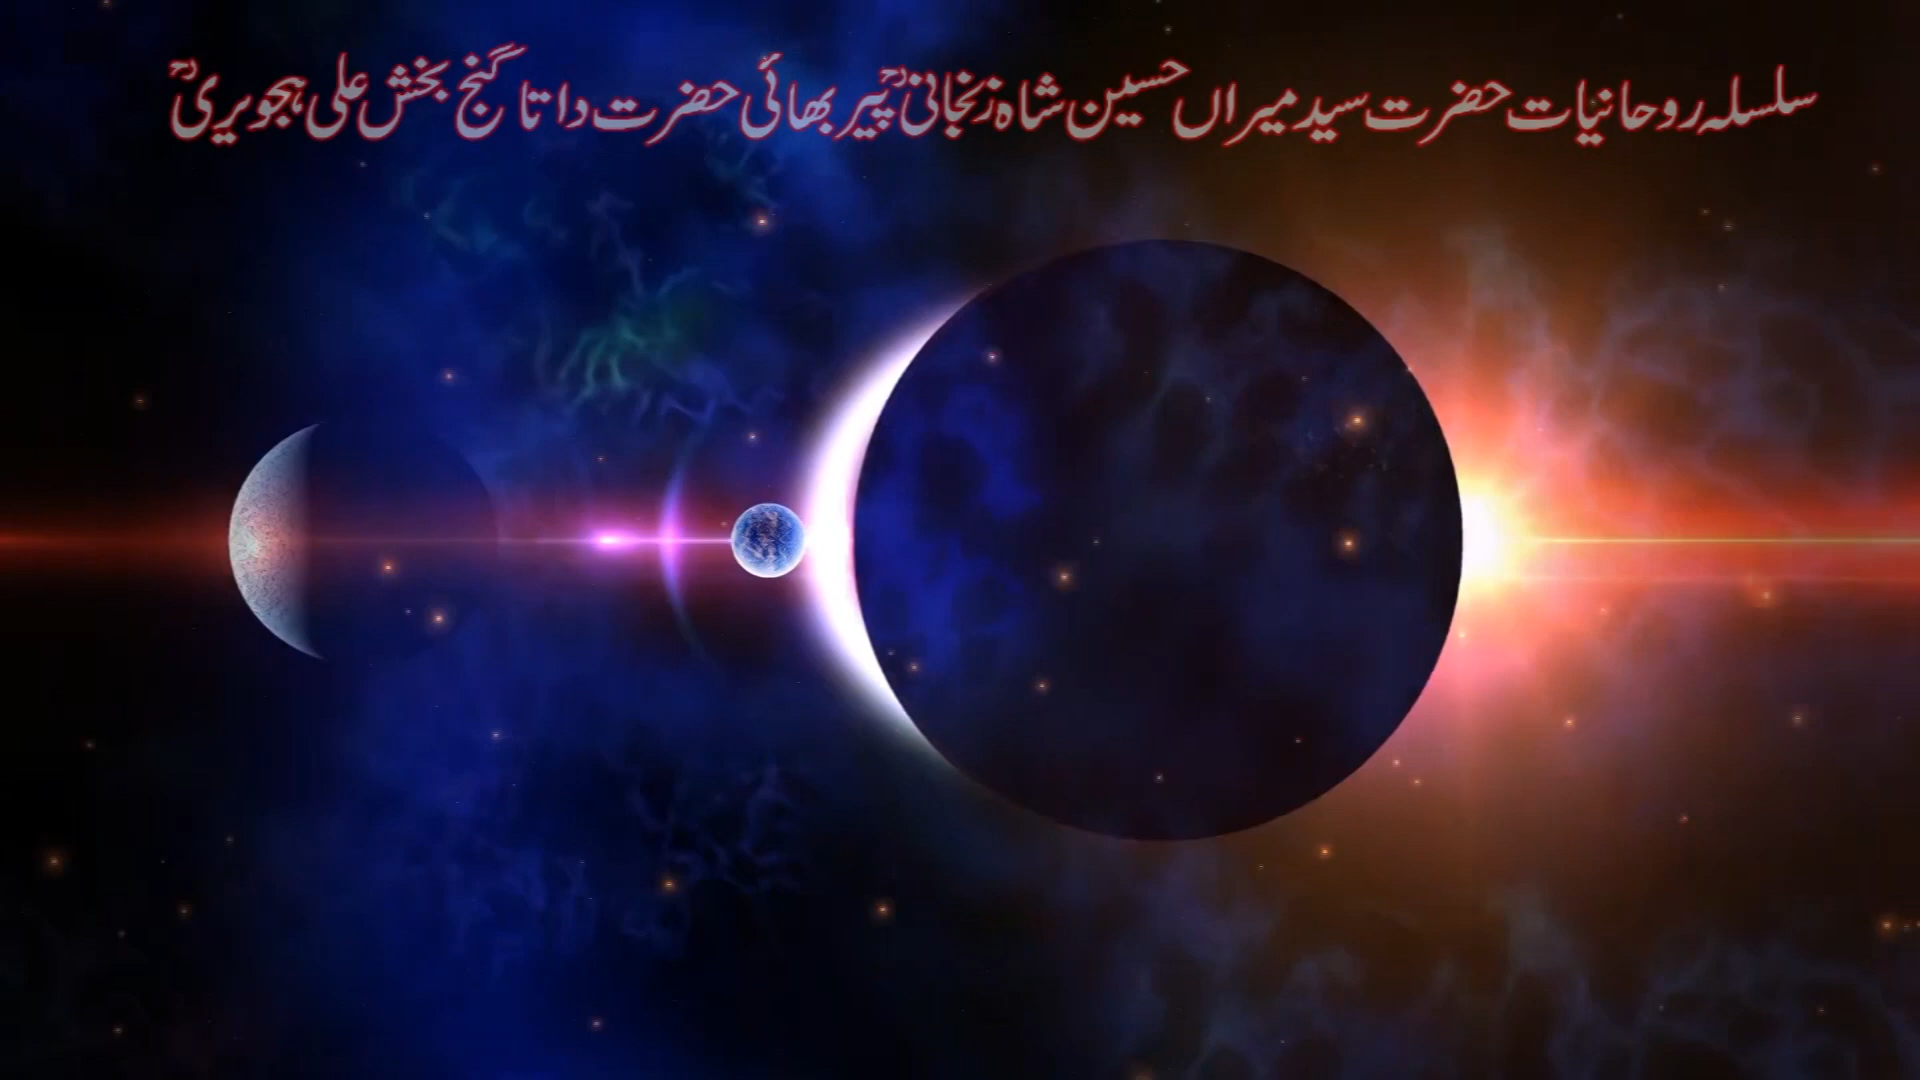 سلسلہ روحانیات حضرت سید میراں حسین شاہ زنجانیؒ پیر بھائی حضرت داتا گنج بخش علی ہجویریؒ